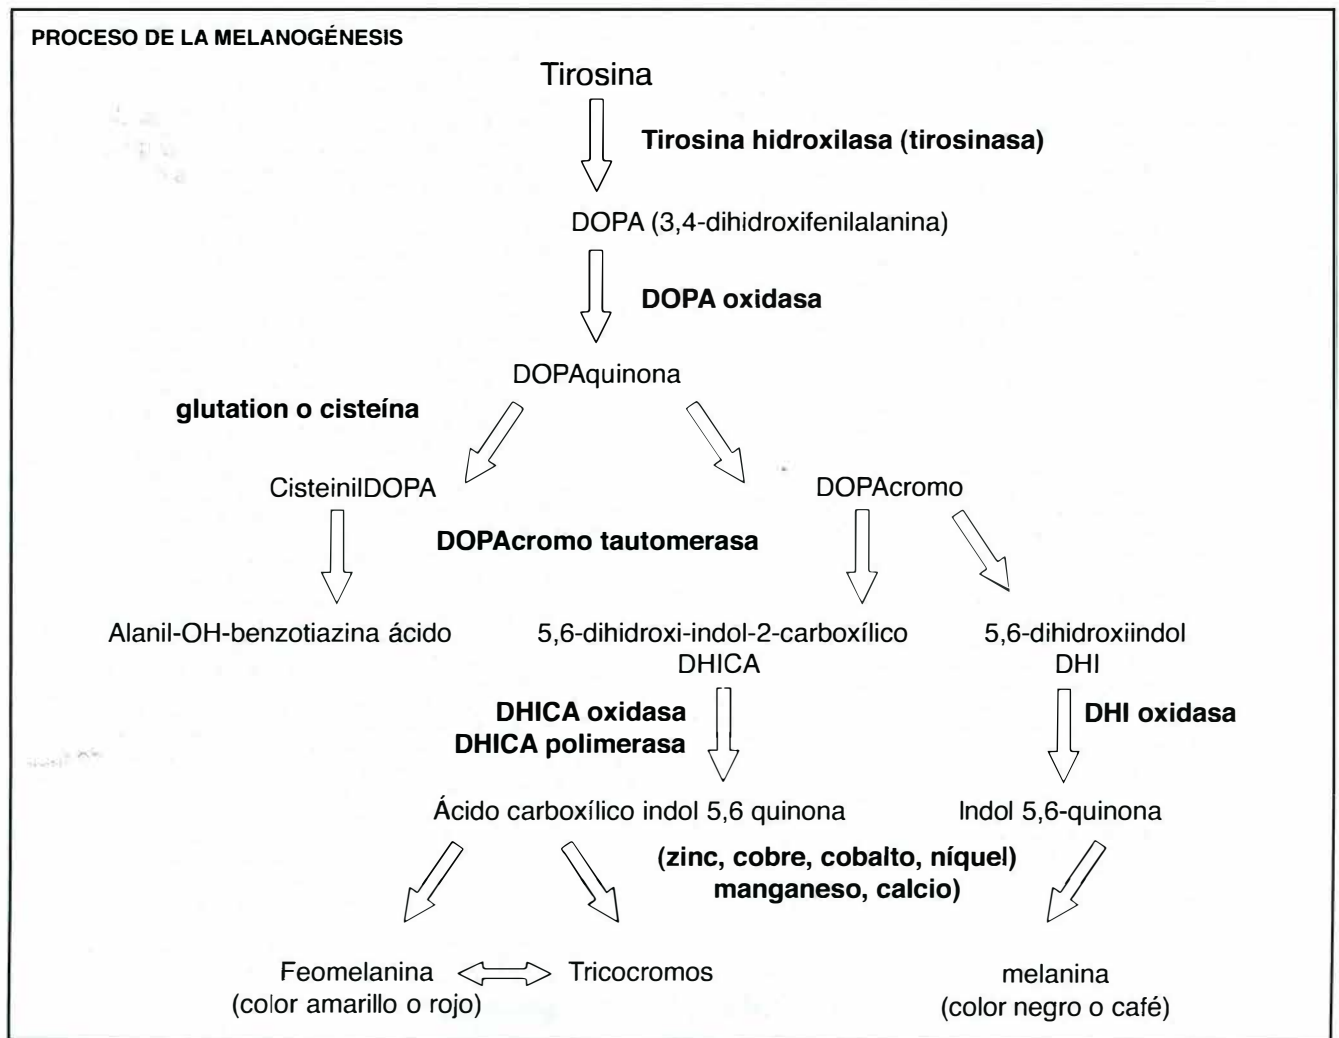 PROCESO DE LA MELANOGÉNESIS
Tirosina
Tirosina hidroxilasa (tirosinasa)
DOPA (3,4-dihidroxifenilalanina)
DOPA oxidasa
DOPAquinona
glutation o cisteína
CisteinilDOPA
DOPAcromo
DOPAcromo tautomerasa
Alanil-OH-benzotiazina ácido
5,6-dihidroxi-indol-2-carboxílico
DHICA
5,6-dihidroxiindol
DHI
DHICA oxidasa
DHICA polimerasa
DHI oxidasa
Ácido carboxílico indol 5,6 quinona
Indol 5,6-quinona
(zinc, cobre, cobalto, níquel)
manganeso, calcio)
Feomelanina
(color amarillo o rojo)
Tricocromos
melanina
(color negro o café)